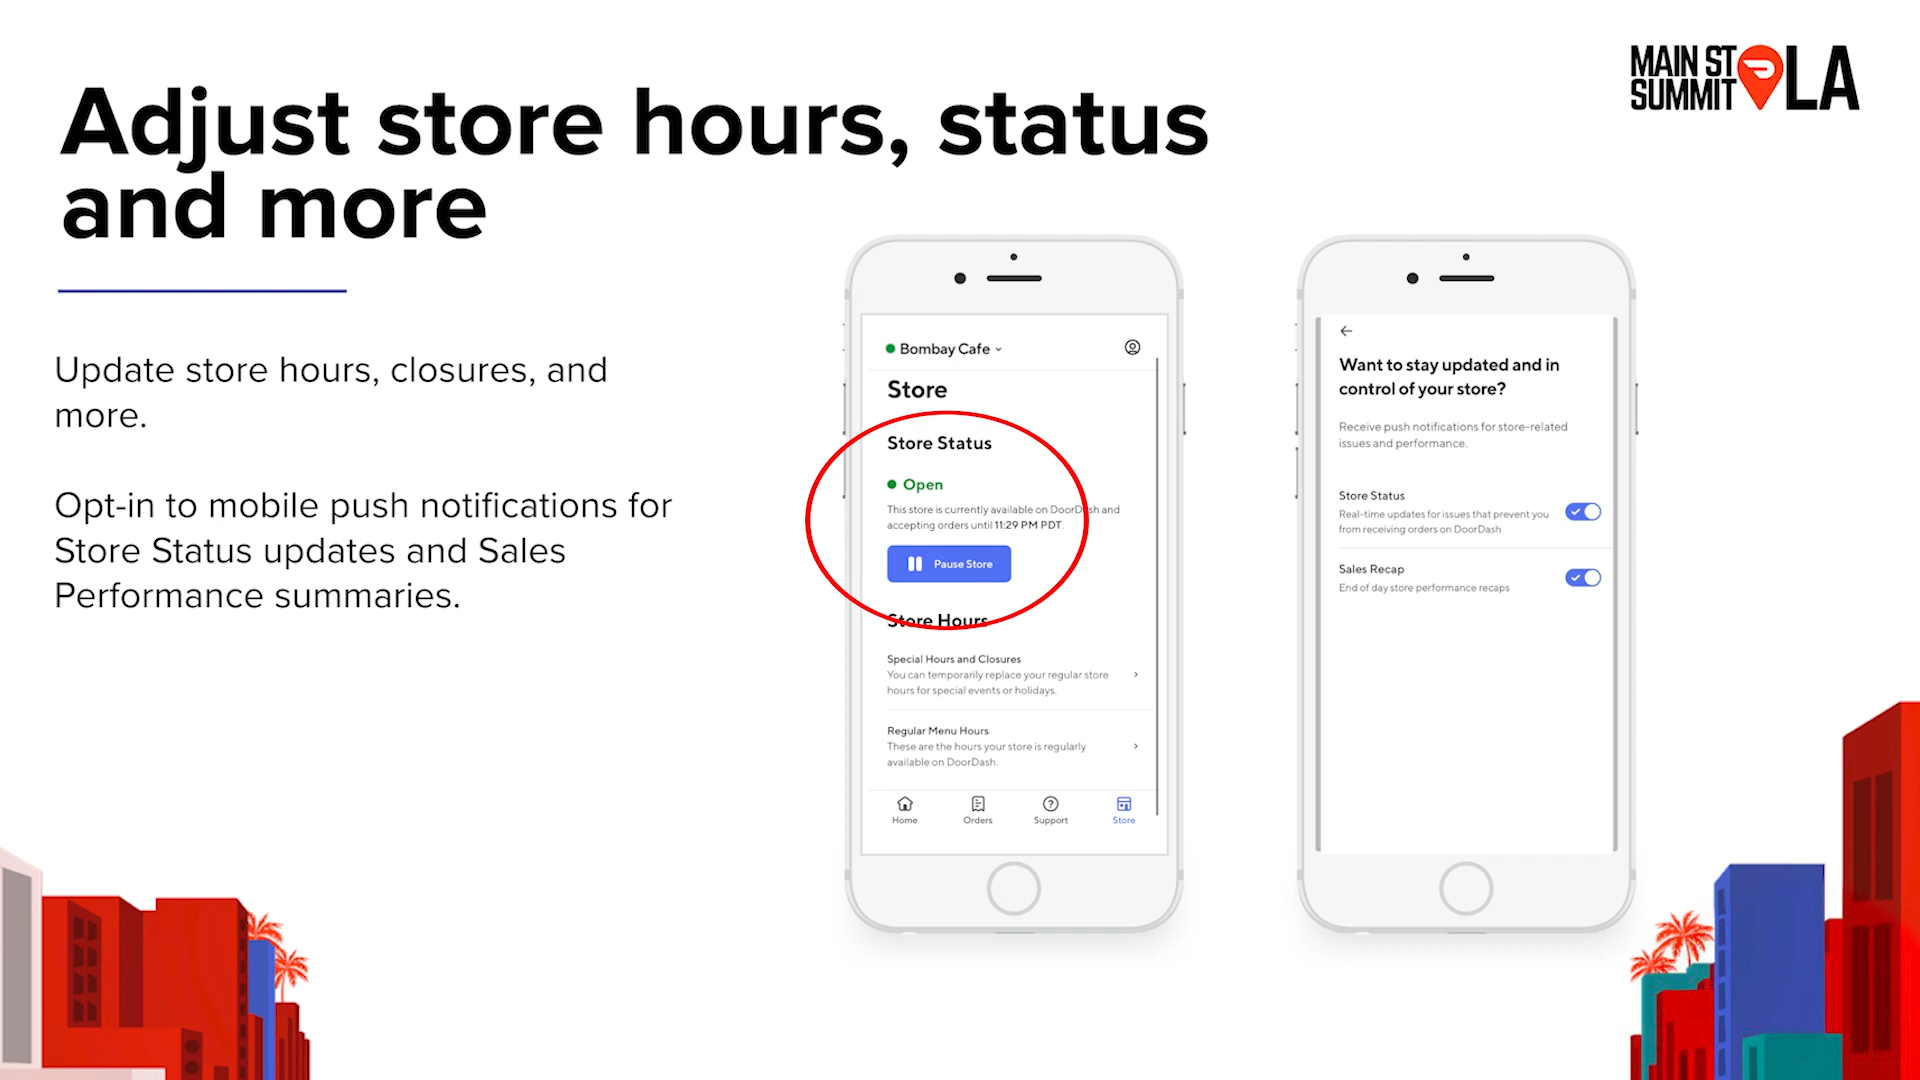 Adjust store hours, status
and more
MAIN ST
SUMMIT
LA
Update store hours, closures, and
more.
Opt-in to mobile push notifications for
Store Status updates and Sales
Performance summaries.
Bombay Cafe
Store
Store Status
Open
This store is currently available on DoorDash and
accepting orders until 11:29 PM PDT.
Pause Store
Store Hours
Special Hours and Closures
You can temporarily replace your regular store
hours for special events or holidays.
Regular Menu Hours
These are the hours your store is regularly
available on DoorDash.
Home Orders Support Store
Want to stay updated and in
control of your store?
Receive push notifications for store-related
issues and performance.
Store Status
Real-time updates for issues that prevent you
from receiving orders on DoorDash
Sales Recap
End of day store performance recaps